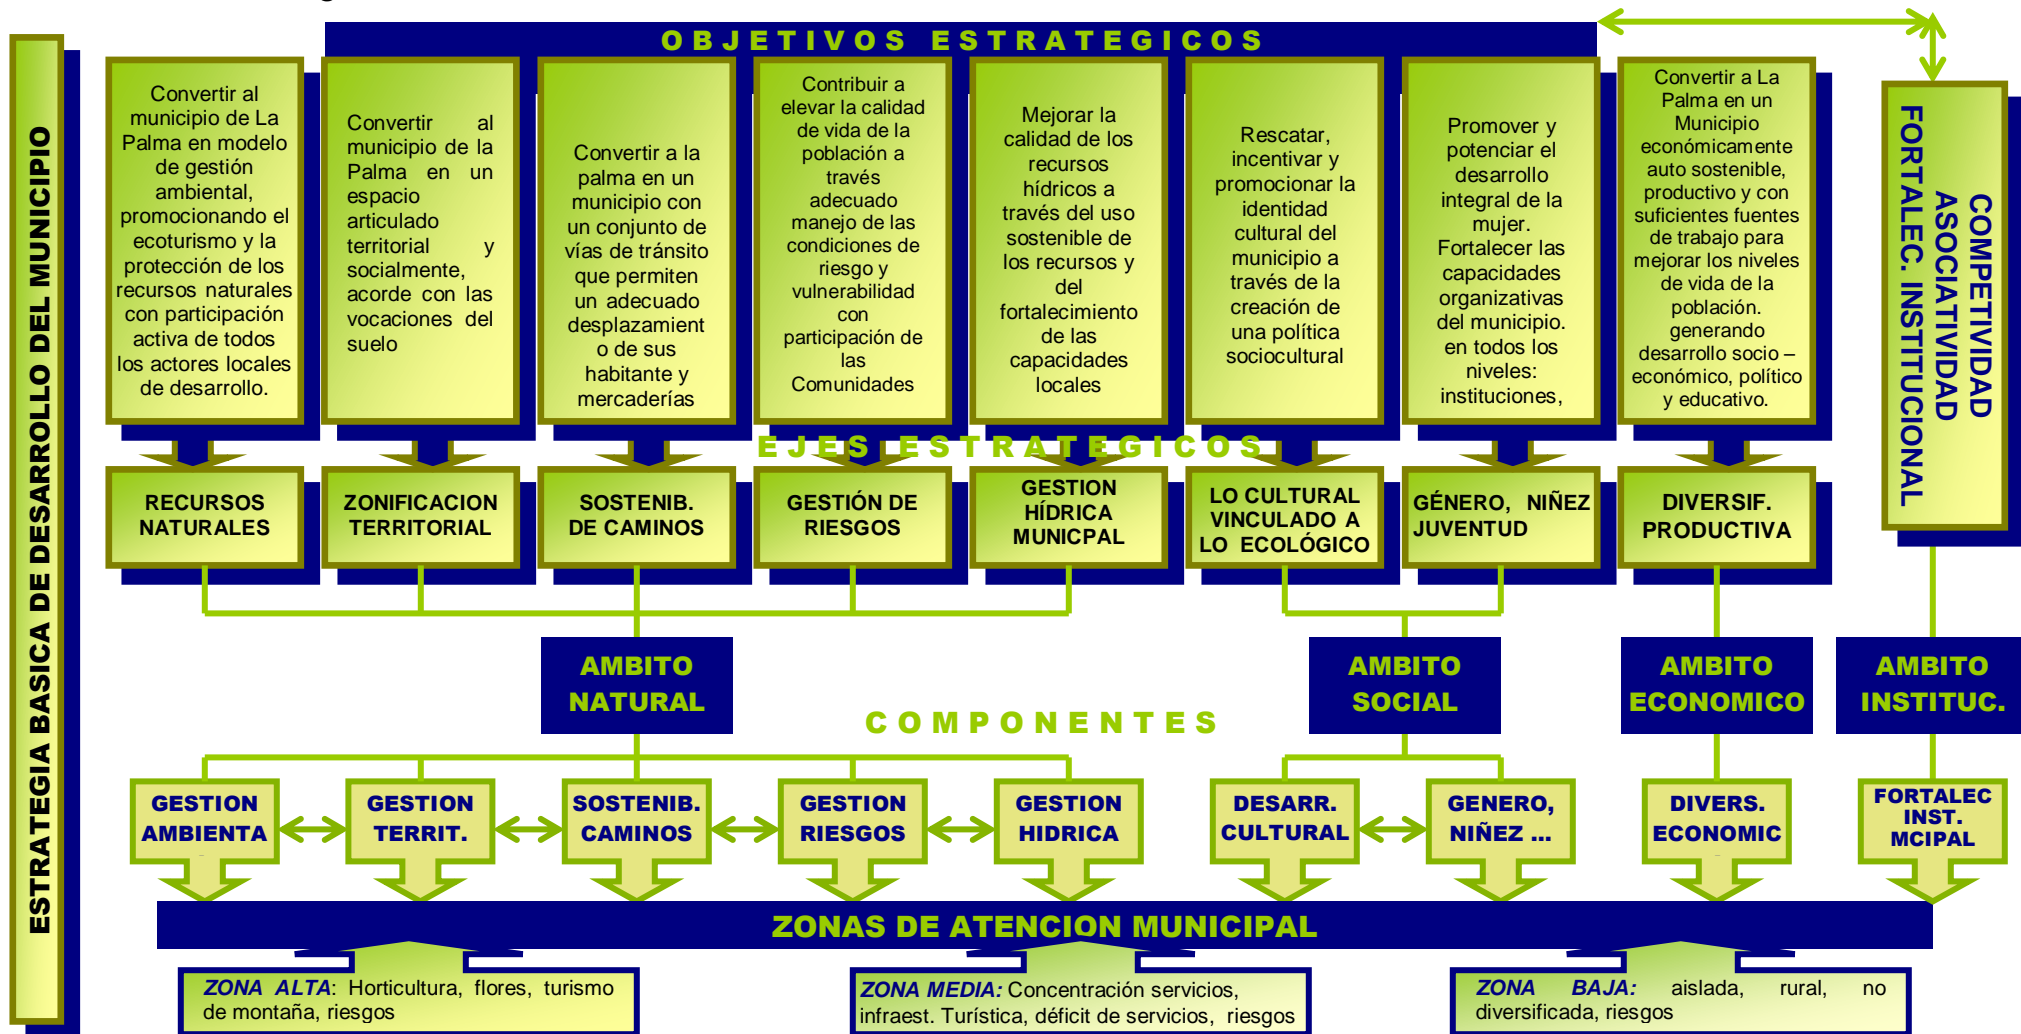 ESTRATEGIA BASICA DE DESARROLLO DEL MUNICIPIO
OBJETIVOS ESTRATEGICOS
Convertir al
municipio de La
Palma en modelo
de gestión
ambiental,
promocionando el
ecoturismo y la
protección de los
recursos naturales
con participación
activa de todos
los actores locales
de desarrollo.
Convertir al
municipio de la
Palma en un
espacio
articulado
territorial y
socialmente,
acorde con las
vocaciones del
suelo
Convertir a la
palma en un
municipio con
un conjunto de
vías de tránsito
que permiten
un adecuado
desplazamient
o de sus
habitante y
mercaderías
Contribuir a
elevar la calidad
de vida de la
población a
través
adecuado
manejo de las
condiciones de
riesgo y
vulnerabilidad
con
participación de
las
Comunidades
Mejorar la
calidad de los
recursos
hídricos a
través del uso
sostenible de
los recursos y
del
fortalecimiento
de las
capacidades
locales
Rescatar,
incentivar y
promocionar la
identidad
cultural del
municipio a
través de la
creación de
una política
sociocultural
Promover y
potenciar el
desarrollo
integral de la
mujer.
Fortalecer las
capacidades
organizativas
del municipio.
en todos los
niveles:
instituciones,
Convertir a La
Palma en un
Municipio
económicamente
auto sostenible,
productivo y con
suficientes fuentes
de trabajo para
mejorar los niveles
de vida de la
población.
generando
desarrollo socio –
económico, político
y educativo.
COMPETIVIDAD
ASOCIATIVIDAD
FORTALEC. INSTITUCIONAL
EJES ESTRATEGICOS
RECURSOS
NATURALES
ZONIFICACION
TERRITORIAL
SOSTENIB.
DE CAMINOS
GESTIÓN DE
RIESGOS
GESTION
HÍDRICA
MUNICPAL
LO CULTURAL
VINCULADO A
LO ECOLÓGICO
GÉNERO, NIÑEZ
JUVENTUD
DIVERSIF.
PRODUCTIVA
AMBITO
NATURAL
AMBITO
SOCIAL
AMBITO
ECONOMICO
AMBITO
INSTITUC.
COMPONENTES
GESTION
AMBIENTA
GESTION
TERRIT.
SOSTENIB.
CAMINOS
GESTION
RIESGOS
GESTION
HIDRICA
DESARR.
CULTURAL
GENERO,
NIÑEZ ...
DIVERS.
ECONOMIC
FORTALEC
INST.
MCIPAL
ZONAS DE ATENCION MUNICIPAL
ZONA ALTA: Horticultura, flores, turismo
de montaña, riesgos
ZONA MEDIA: Concentración servicios,
infraest. Turística, déficit de servicios, riesgos
ZONA BAJA: aislada, rural, no
diversificada, riesgos